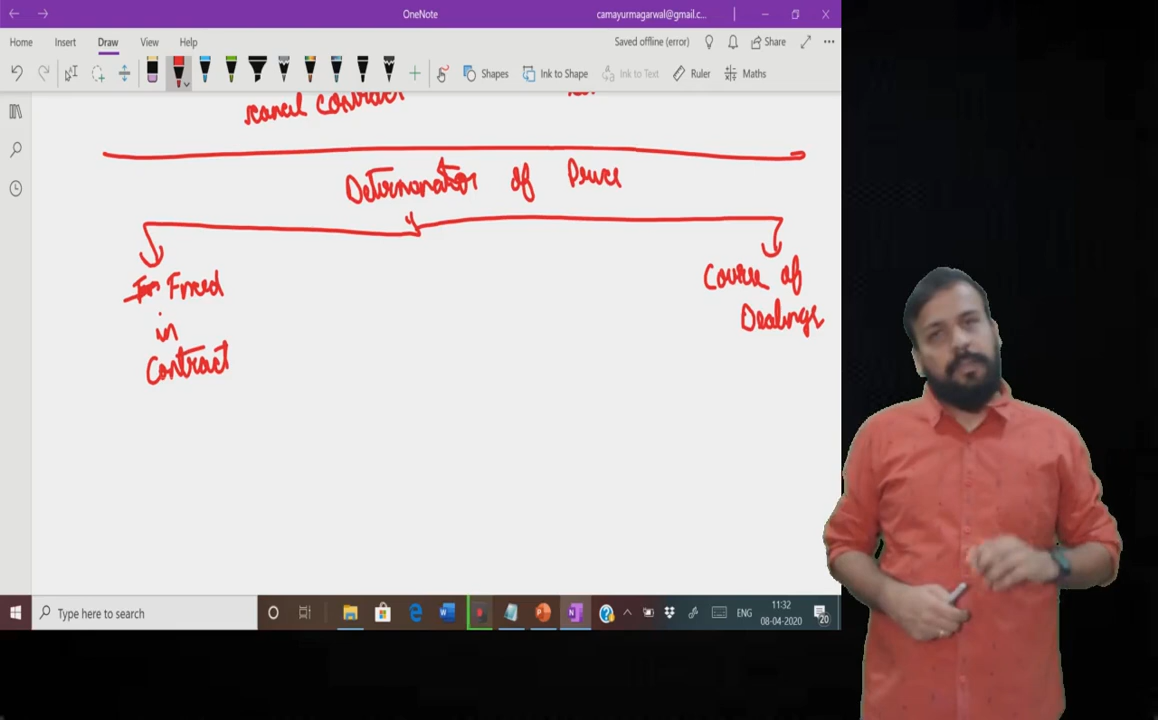 OneNote
camayurmagarwal@gmail.c...
Home Insert Draw View Help
Saved offline (error) Share
Shapes Ink to Shape Ink to Text Ruler Maths
Determination of Price
Fixed
in
Contract
Course of
Dealings
Type here to search
ENG
11:32
08-04-2020
20